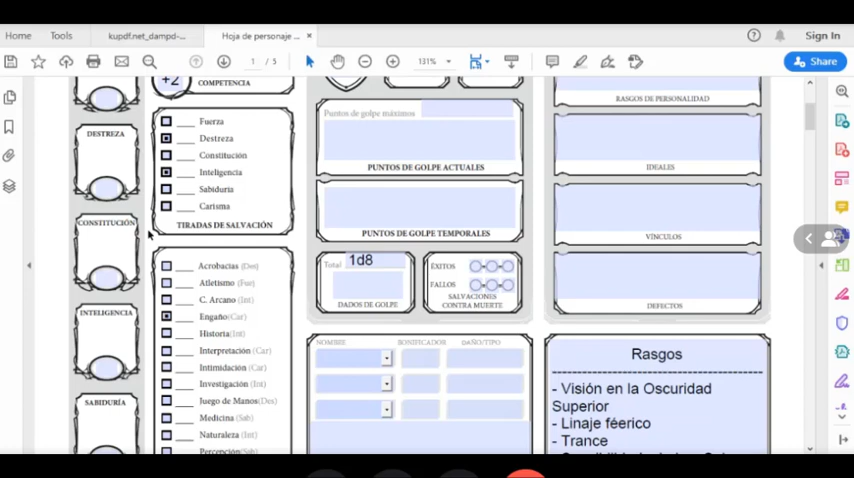 Home Tools kupdf.net_dampd-... Hoja de personaje ... × Sign In
1 / 5 131% Share
+2 COMPETENCIA
DESTREZA
CONSTITUCIÓN
INTELIGENCIA
SABIDURÍA
Fuerza
Destreza
Constitución
Inteligencia
Sabiduria
Carisma
TIRADAS DE SALVACIÓN
Acrobacias (Des)
Atletismo (Fue)
C. Arcano (Int)
Engaño(Car)
Historia(Int)
Interpretación (Car)
Intimidación (Car)
Investigación (Int)
Juego de Manos(Des)
Medicina (Sab)
Naturaleza (Int)
Percepción(Sab)
Puntos de golpe máximos
PUNTOS DE GOLPE ACTUALES
PUNTOS DE GOLPE TEMPORALES
Total 1d8
DADOS DE GOLPE
ÉXITOS
FALLOS
SALVACIONES
CONTRA MUERTE
NOMBRE BONIFICADOR DAÑO/TIPO
RASGOS DE PERSONALIDAD
IDEALES
VÍNCULOS
DEFECTOS
Rasgos
- Visión en la Oscuridad
Superior
- Linaje féerico
- Trance